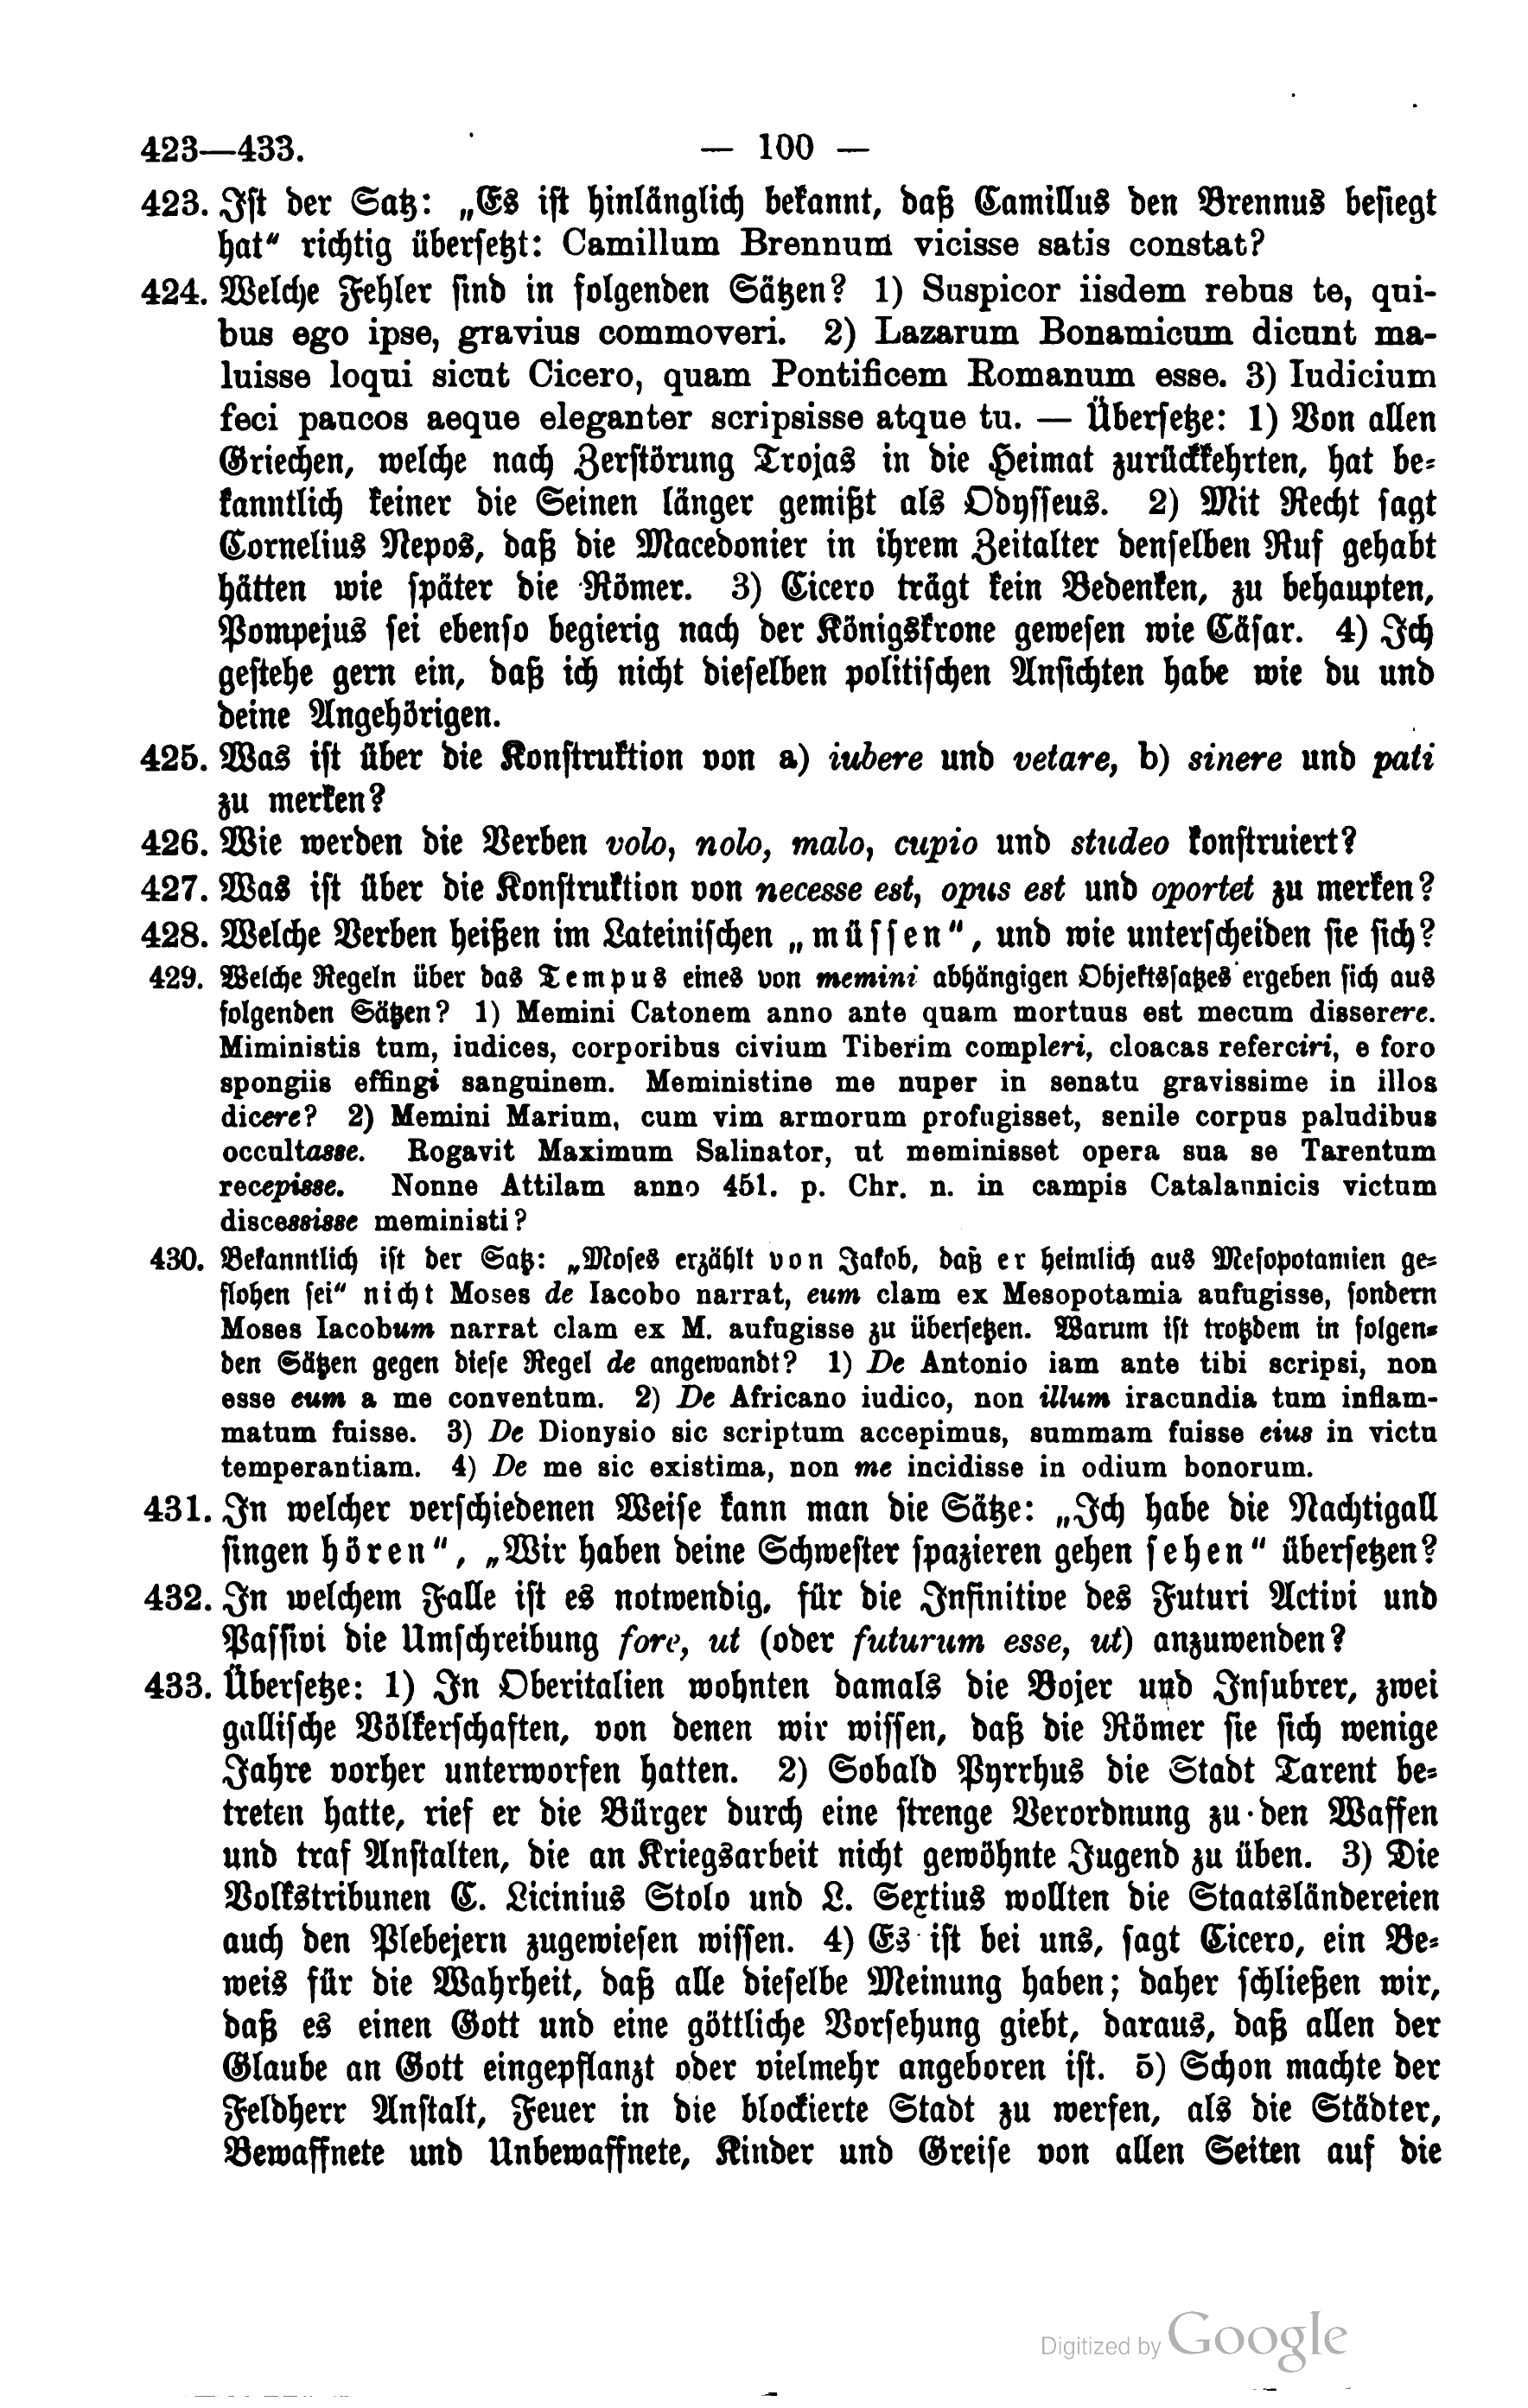 423—433.
— 100 —
423. Ist der Satz: „Es ist hinlänglich bekannt, daß Camillus den Brennus besiegt
hat“ richtig übersetzt: Camillum Brennum vicisse satis constat?
424. Welche Fehler sind in folgenden Sätzen? 1) Suspicor iisdem rebus te, qui-
bus ego ipse, gravius commoveri. 2) Lazarum Bonamicum dicunt ma-
luisse loqui sicut Cicero, quam Pontificem Romanum esse. 3) Iudicium
feci paucos aeque eleganter scripsisse atque tu. — Übersetze: 1) Von allen
Griechen, welche nach Zerstörung Trojas in die Heimat zurückkehrten, hat be-
kanntlich keiner die Seinen länger gemißt als Odysseus. 2) Mit Recht sagt
Cornelius Nepos, daß die Macedonier in ihrem Zeitalter denselben Ruf gehabt
hätten wie später die Römer. 3) Cicero trägt kein Bedenken, zu behaupten,
Pompejus sei ebenso begierig nach der Königskrone gewesen wie Cäsar. 4) Ich
gestehe gern ein, daß ich nicht dieselben politischen Ansichten habe wie du und
deine Angehörigen.
425. Was ist über die Konstruktion von a) iubere und vetare, b) sinere und pati
zu merken?
426. Wie werden die Verben volo, nolo, malo, cupio und studeo konstruiert?
427. Was ist über die Konstruktion von necesse est, opus est und oportet zu merken?
428. Welche Verben heißen im Lateinischen „müssen“, und wie unterscheiden sie sich?
429. Welche Regeln über das Tempus eines von memini abhängigen Objektssatzes ergeben sich aus
folgenden Sätzen? 1) Memini Catonem anno ante quam mortuus est mecum disserere.
Miministis tum, iudices, corporibus civium Tiberim compleri, cloacas referciri, e foro
spongiis effingi sanguinem. Meministine me nuper in senatu gravissime in illos
dicere? 2) Memini Marium, cum vim armorum profugisset, senile corpus paludibus
occultasse. Rogavit Maximum Salinator, ut meminisset opera sua se Tarentum
recepisse. Nonne Attilam anno 451. p. Chr. n. in campis Catalaunicis victum
discessisse meministi?
430. Bekanntlich ist der Satz: „Moses erzählt von Jakob, daß er heimlich aus Mesopotamien ge-
flohen sei“ nicht Moses de Iacobo narrat, eum clam ex Mesopotamia aufugisse, sondern
Moses Iacobum narrat clam ex M. aufugisse zu übersetzen. Warum ist trotzdem in folgen-
den Sätzen gegen diese Regel de angewandt? 1) De Antonio iam ante tibi scripsi, non
esse eum a me conventum. 2) De Africano iudico, non illum iracundia tum inflam-
matum fuisse. 3) De Dionysio sic scriptum accepimus, summam fuisse eius in victu
temperantiam. 4) De me sic existima, non me incidisse in odium bonorum.
431. In welcher verschiedenen Weise kann man die Sätze: „Ich habe die Nachtigall
singen hören“, „Wir haben deine Schwester spazieren gehen sehen“ übersetzen?
432. In welchem Falle ist es notwendig, für die Infinitive des Futuri Activi und
Passivi die Umschreibung fore, ut (oder futurum esse, ut) anzuwenden?
433. Übersetze: 1) In Oberitalien wohnten damals die Bojer und Insubrer, zwei
gallische Völkerschaften, von denen wir wissen, daß die Römer sie sich wenige
Jahre vorher unterworfen hatten. 2) Sobald Pyrrhus die Stadt Tarent be-
treten hatte, rief er die Bürger durch eine strenge Verordnung zu den Waffen
und traf Anstalten, die an Kriegsarbeit nicht gewöhnte Jugend zu üben. 3) Die
Volkstribunen C. Licinius Stolo und L. Sextius wollten die Staatsländereien
auch den Plebejern zugewiesen wissen. 4) Es ist bei uns, sagt Cicero, ein Be-
weis für die Wahrheit, daß alle dieselbe Meinung haben; daher schließen wir,
daß es einen Gott und eine göttliche Vorsehung giebt, daraus, daß allen der
Glaube an Gott eingepflanzt oder vielmehr angeboren ist. 5) Schon machte der
Feldherr Anstalt, Feuer in die blockierte Stadt zu werfen, als die Städter,
Bewaffnete und Unbewaffnete, Kinder und Greise von allen Seiten auf die
Digitized by Google